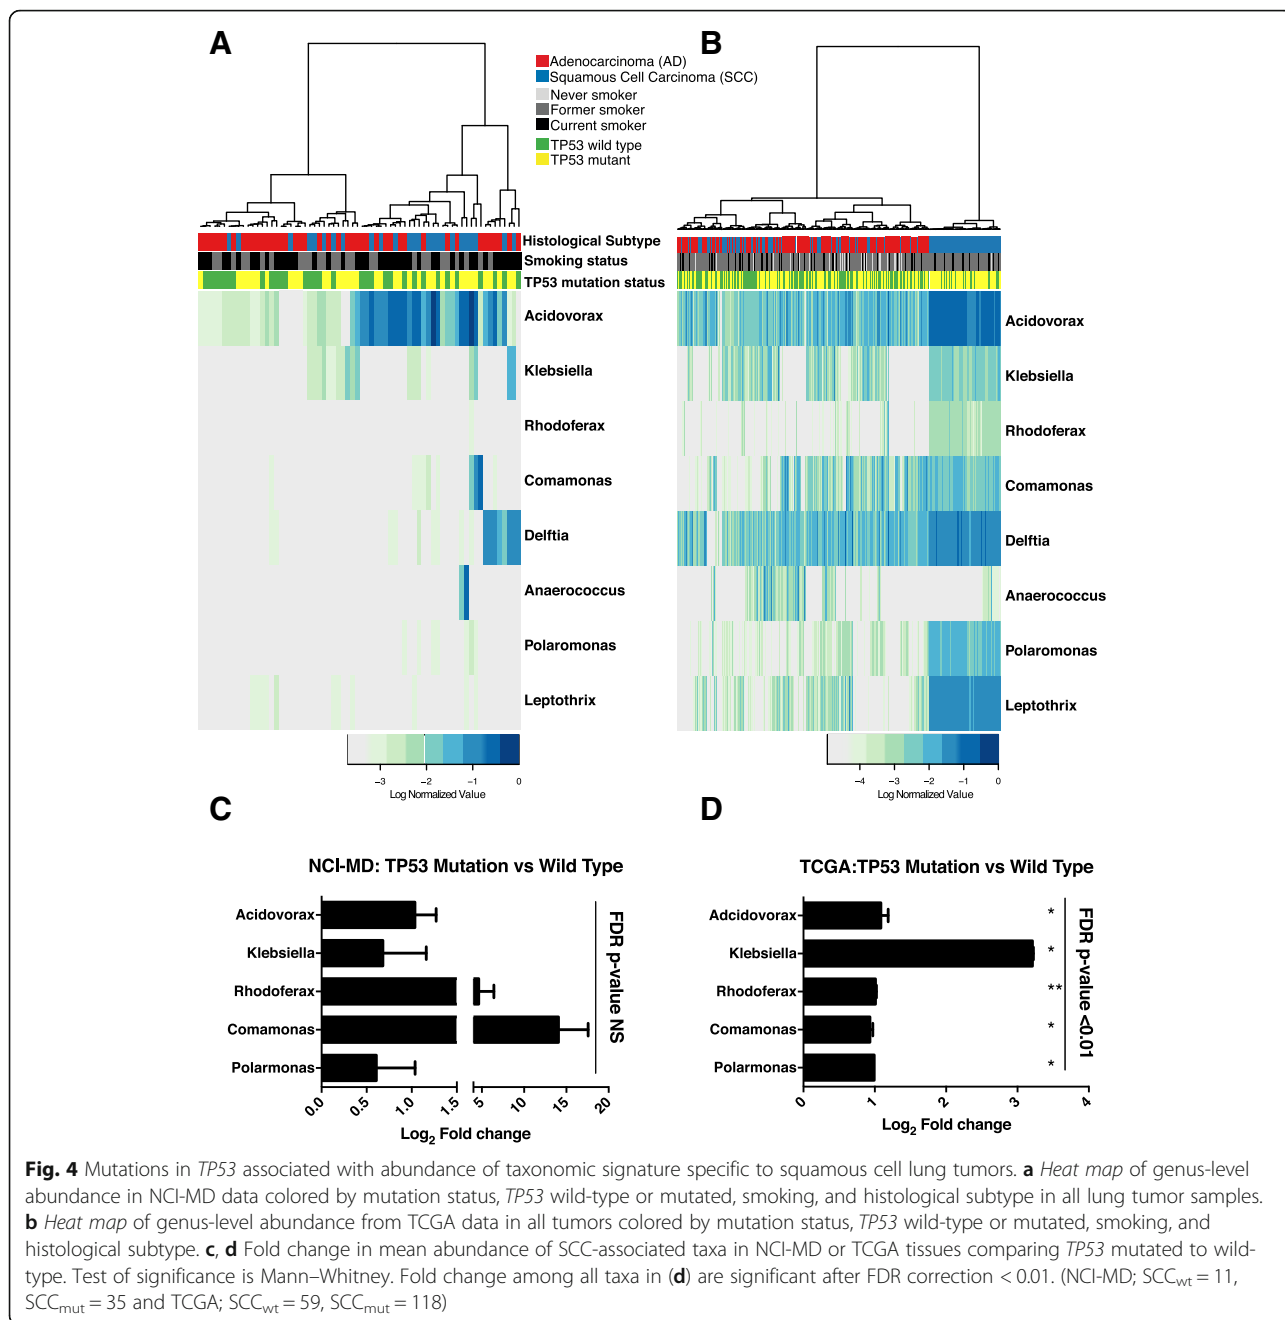 A
B
Adenocarcinoma (AD)
Squamous Cell Carcinoma (SCC)
Never smoker
Former smoker
Current smoker
TP53 wild type
TP53 mutant
Histological Subtype
Smoking status
TP53 mutation status
Acidovorax
Klebsiella
Rhodoferax
Comamonas
Delftia
Anaerococcus
Polaromonas
Leptothrix
−3 −2 −1 0
Log Normalized Value
Acidovorax
Klebsiella
Rhodoferax
Comamonas
Delftia
Anaerococcus
Polaromonas
Leptothrix
−4 −3 −2 −1 0
Log Normalized Value
C
NCI-MD: TP53 Mutation vs Wild Type
Acidovorax
Klebsiella
Rhodoferax
Comamonas
Polarmonas
FDR p-value NS
0.0 0.5 1.0 1.5 5 10 15 20
Log2 Fold change
D
TCGA:TP53 Mutation vs Wild Type
Adcidovorax *
Klebsiella *
Rhodoferax **
Comamonas *
Polarmonas *
FDR p-value <0.01
0 1 2 3 4
Log2 Fold change
Fig. 4 Mutations in TP53 associated with abundance of taxonomic signature specific to squamous cell lung tumors. a Heat map of genus-level
abundance in NCI-MD data colored by mutation status, TP53 wild-type or mutated, smoking, and histological subtype in all lung tumor samples.
b Heat map of genus-level abundance from TCGA data in all tumors colored by mutation status, TP53 wild-type or mutated, smoking, and
histological subtype. c, d Fold change in mean abundance of SCC-associated taxa in NCI-MD or TCGA tissues comparing TP53 mutated to wild-
type. Test of significance is Mann–Whitney. Fold change among all taxa in (d) are significant after FDR correction < 0.01. (NCI-MD; SCCwt = 11,
SCCmut = 35 and TCGA; SCCwt = 59, SCCmut = 118)